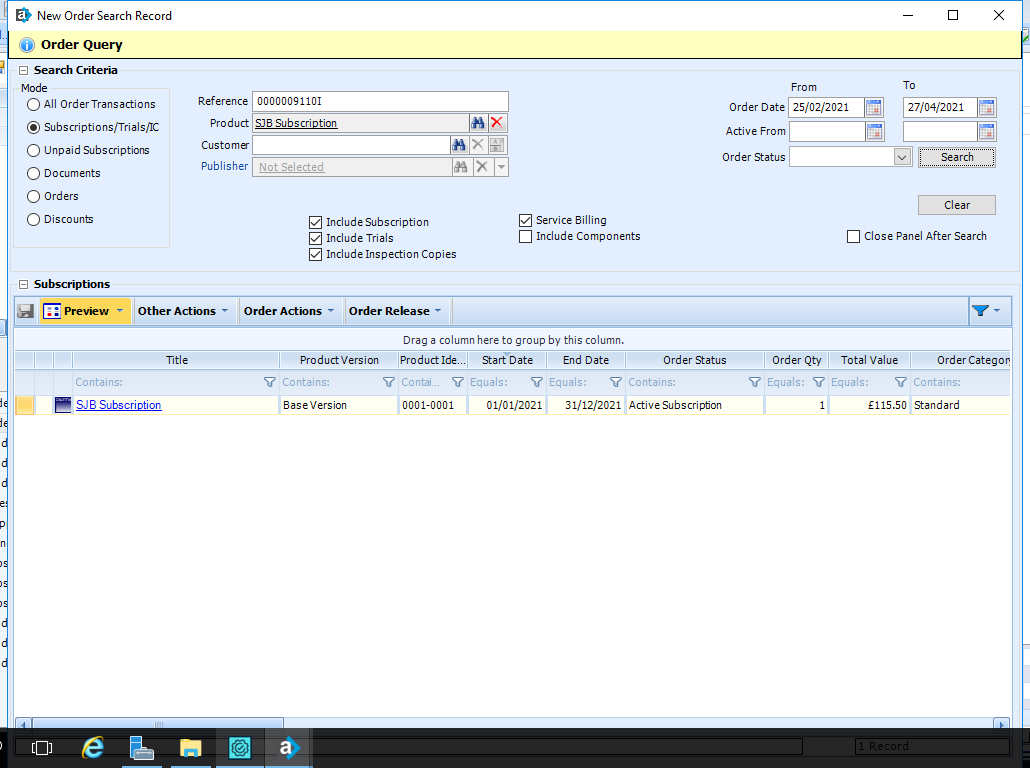 New Order Search Record
Order Query
Search Criteria
Mode
All Order Transactions
Subscriptions/Trials/IC
Unpaid Subscriptions
Documents
Orders
Discounts
Reference 0000009110I
Product SJB Subscription
Customer
Publisher Not Selected
From To
Order Date 25/02/2021 27/04/2021
Active From
Order Status Search
Clear
Include Subscription
Include Trials
Include Inspection Copies
Service Billing
Include Components
Close Panel After Search
Subscriptions
Preview Other Actions Order Actions Order Release
Drag a column here to group by this column.
Title Product Version Product Ide... Start Date End Date Order Status Order Qty Total Value Order Category
Contains: Contains: Contai... Equals: Equals: Contains: Equals: Equals: Contains:
SJB Subscription Base Version 0001-0001 01/01/2021 31/12/2021 Active Subscription 1 £115.50 Standard
1 Record